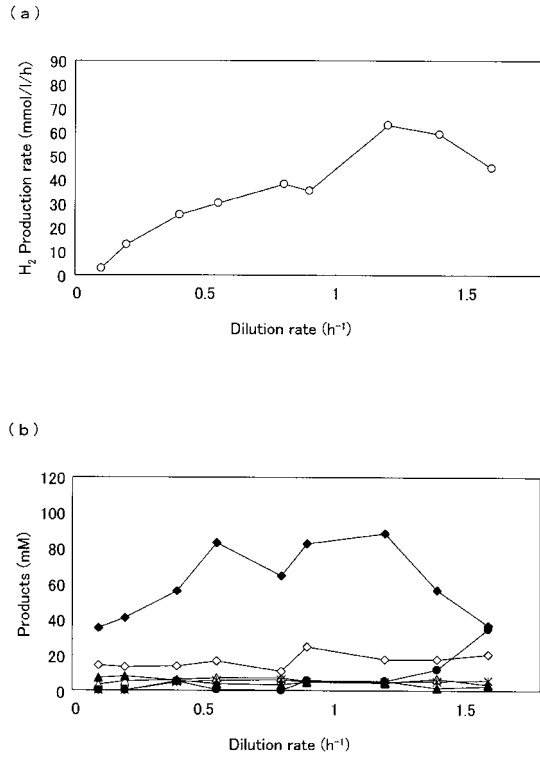 (a)
H₂ Production rate (mmol/l/h)
90
80
70
60
50
40
30
20
10
0
0 0.5 1 1.5
Dilution rate (h⁻¹)
(b)
Products (mM)
120
100
80
60
40
20
0
0 0.5 1 1.5
Dilution rate (h⁻¹)